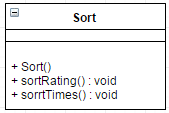 Sort
+ Sort()
+ sortRating() : void
+ sorrtTimes() : void